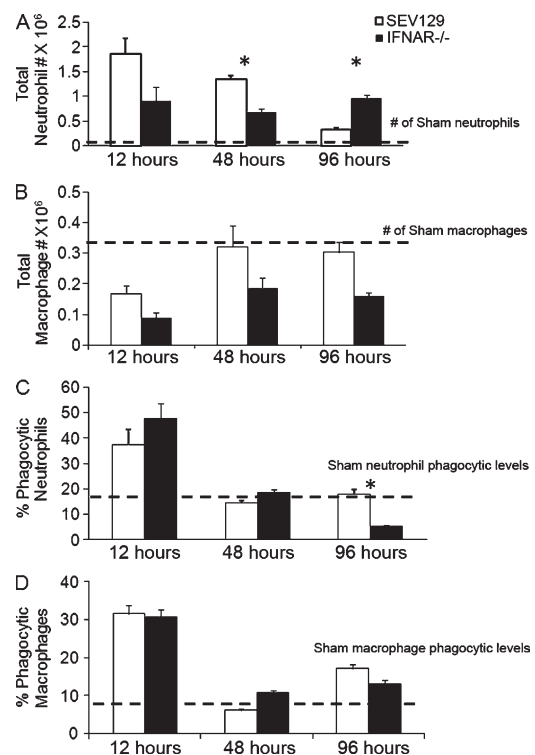 A
Total
Neutrophil # X 10⁶
2.5
2
1.5
1
0.5
0
SEV129
IFNAR-/-
*
*
# of Sham neutrophils
12 hours
48 hours
96 hours
B
Total
Macrophage # X10⁶
0.5
0.4
0.3
0.2
0.1
0
# of Sham macrophages
12 hours
48 hours
96 hours
C
% Phagocytic
Neutrophils
60
50
40
30
20
10
0
Sham neutrophil phagocytic levels
*
12 hours
48 hours
96 hours
D
% Phagocytic
Macrophages
40
30
20
10
0
Sham macrophage phagocytic levels
12 hours
48 hours
96 hours